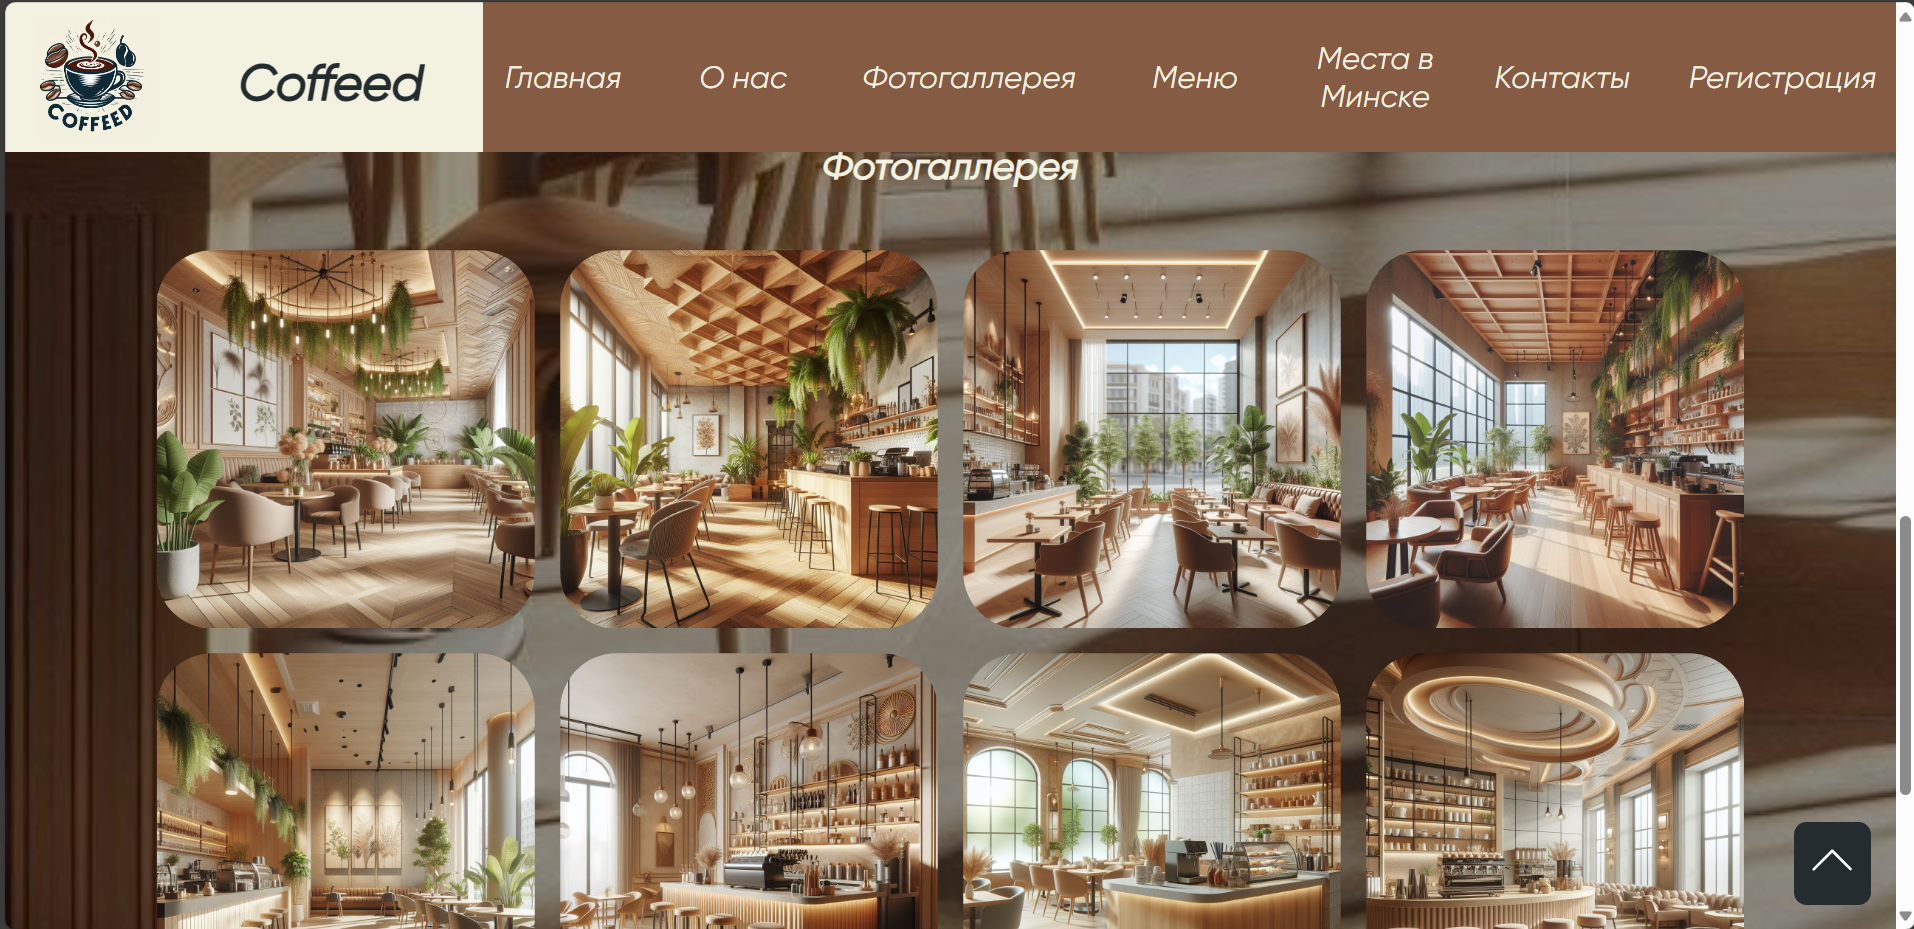 COFFEED
Coffeed
Главная
О нас
Фотогаллерея
Меню
Места в
Минске
Контакты
Регистрация
Фотогаллерея